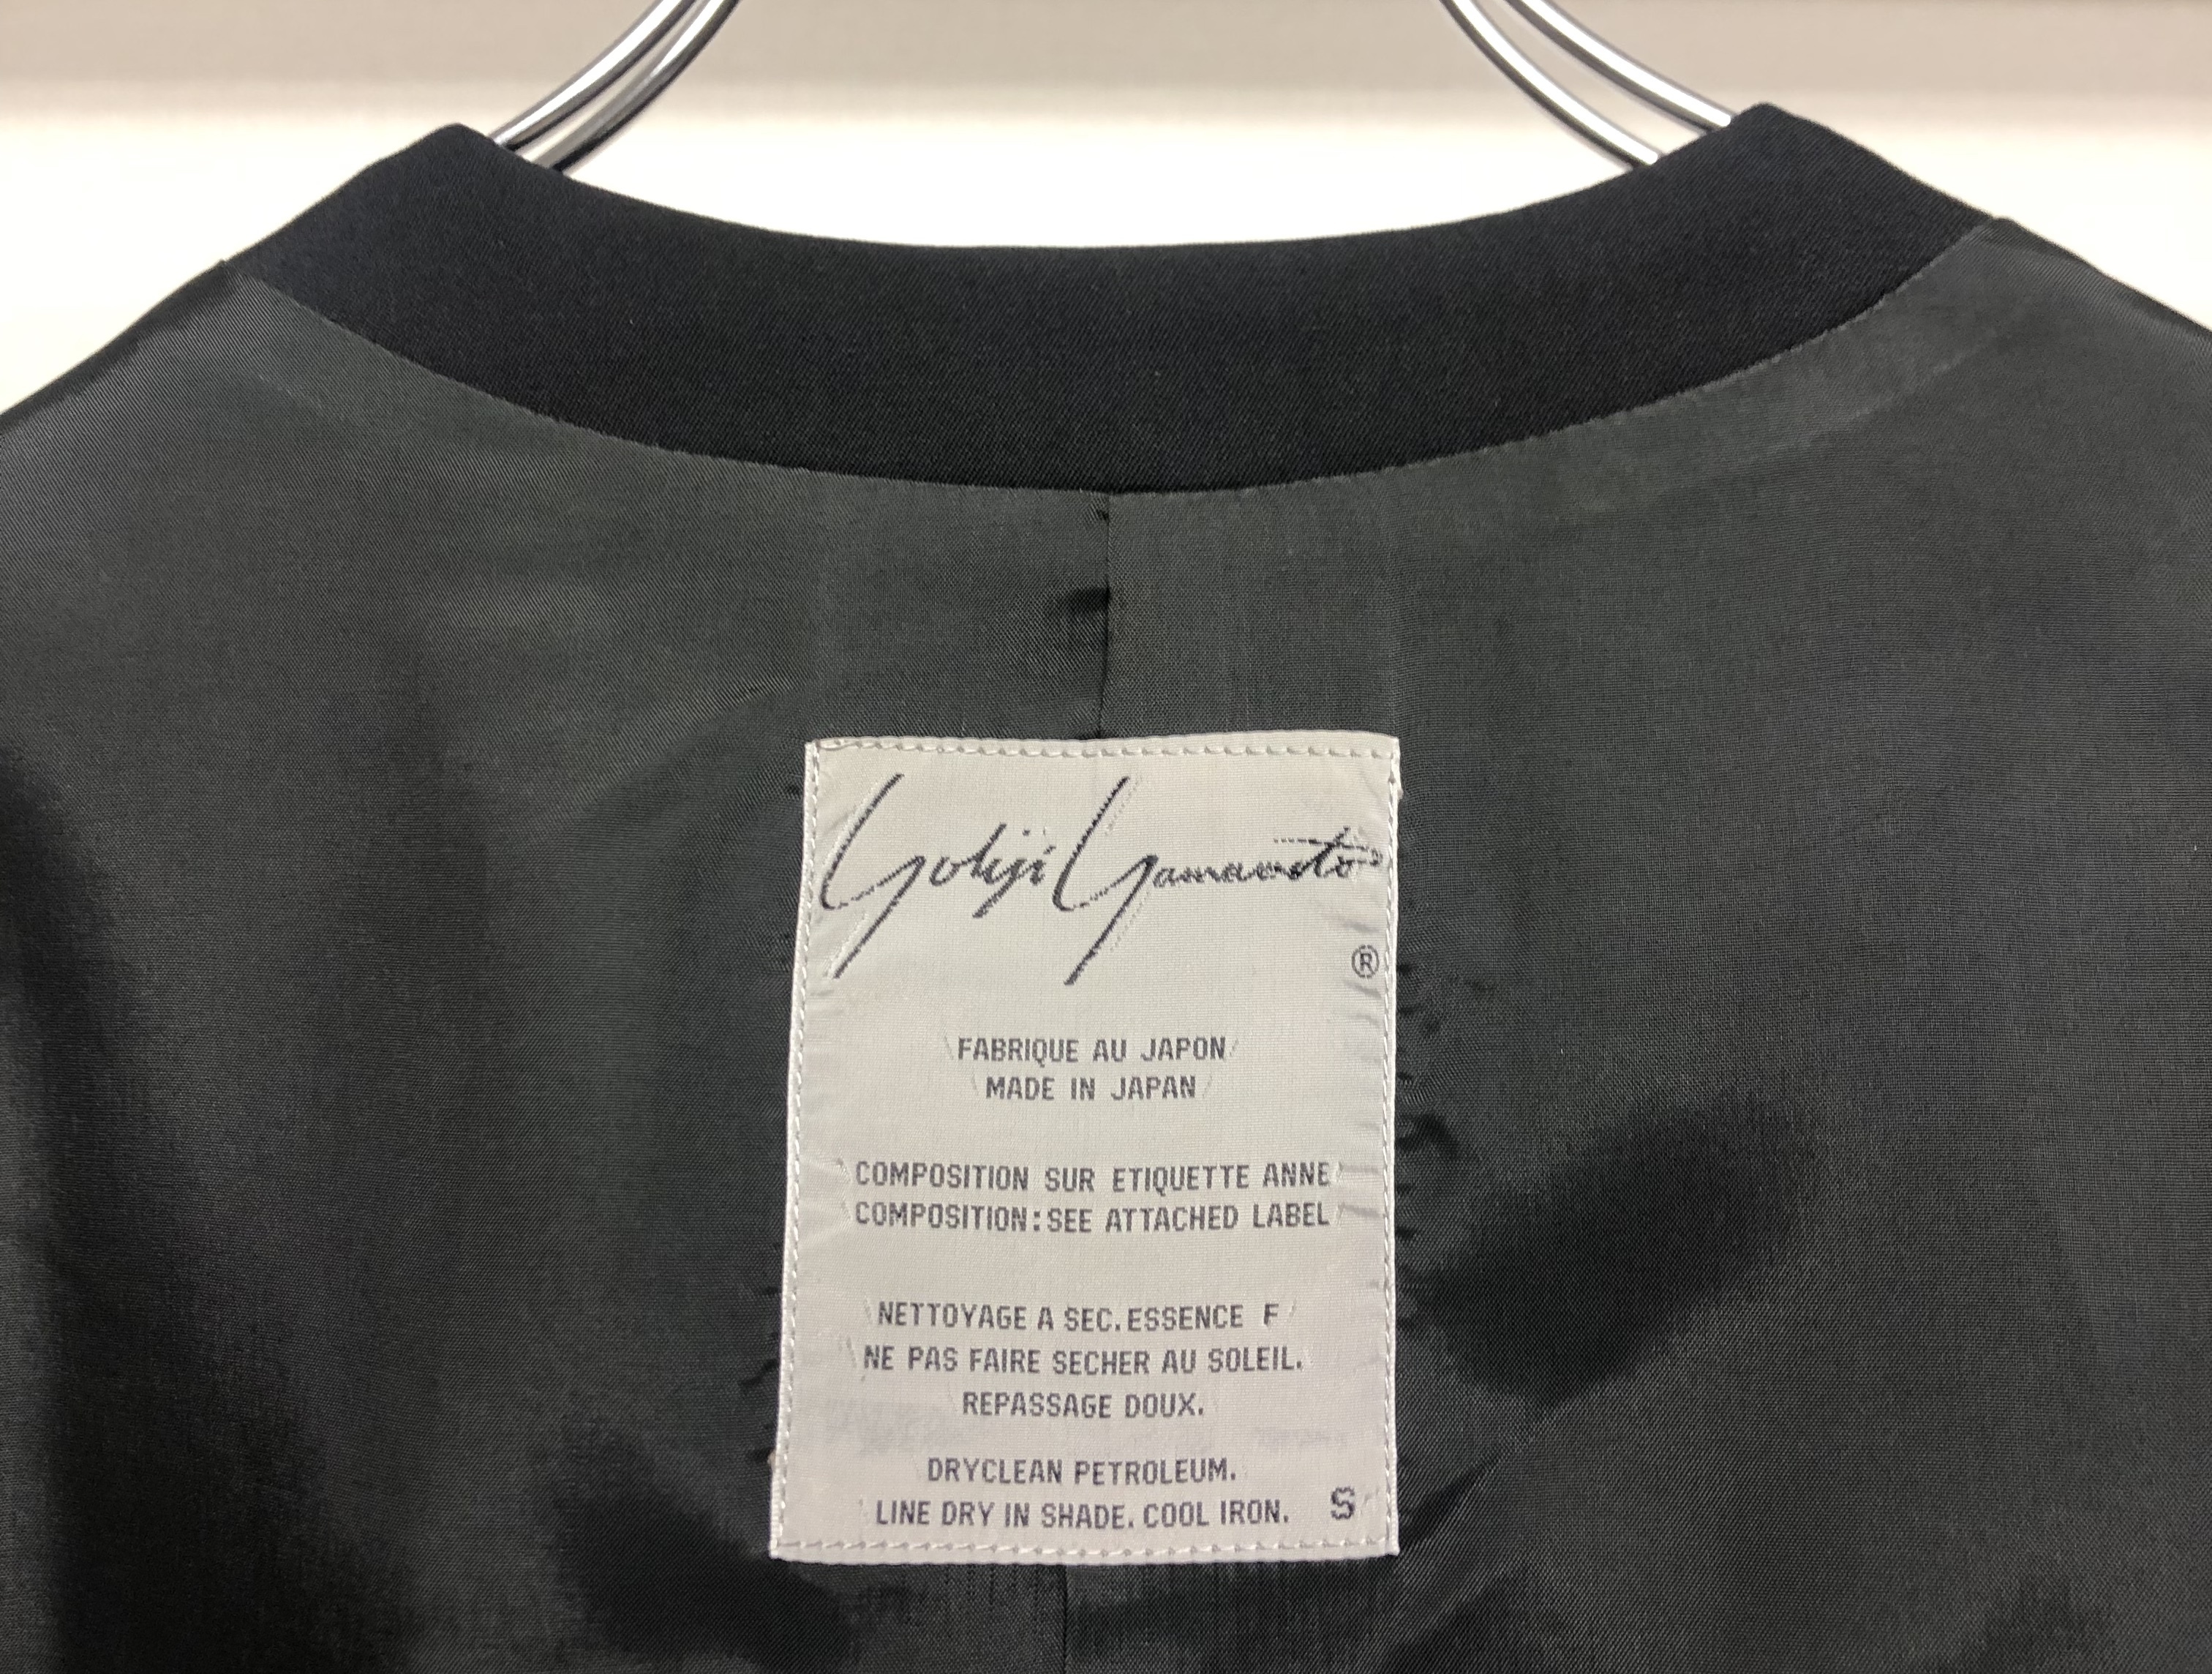 Yohji Yamamoto
®
FABRIQUE AU JAPON
MADE IN JAPAN
COMPOSITION SUR ETIQUETTE ANNE
COMPOSITION:SEE ATTACHED LABEL
NETTOYAGE A SEC.ESSENCE F
NE PAS FAIRE SECHER AU SOLEIL.
REPASSAGE DOUX.
DRYCLEAN PETROLEUM.
LINE DRY IN SHADE. COOL IRON. S